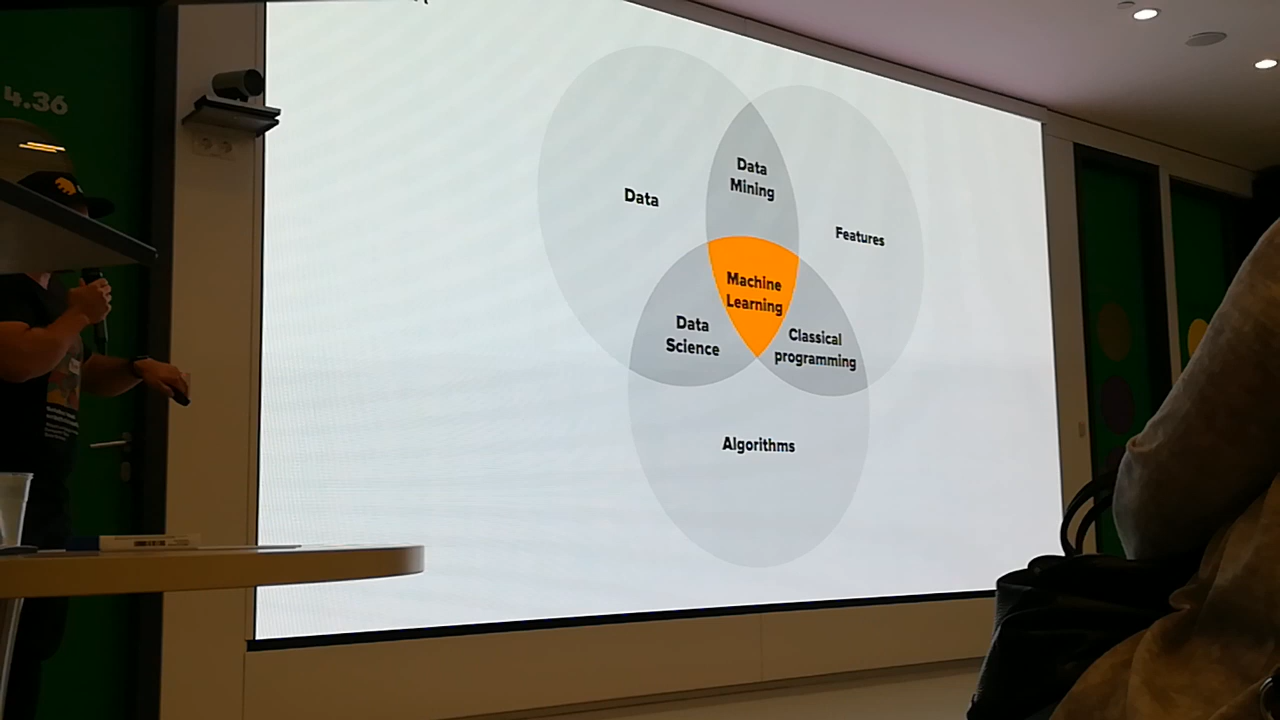 4.36
Data
Mining
Data
Features
Machine
Learning
Data
Science
Classical
programming
Algorithms